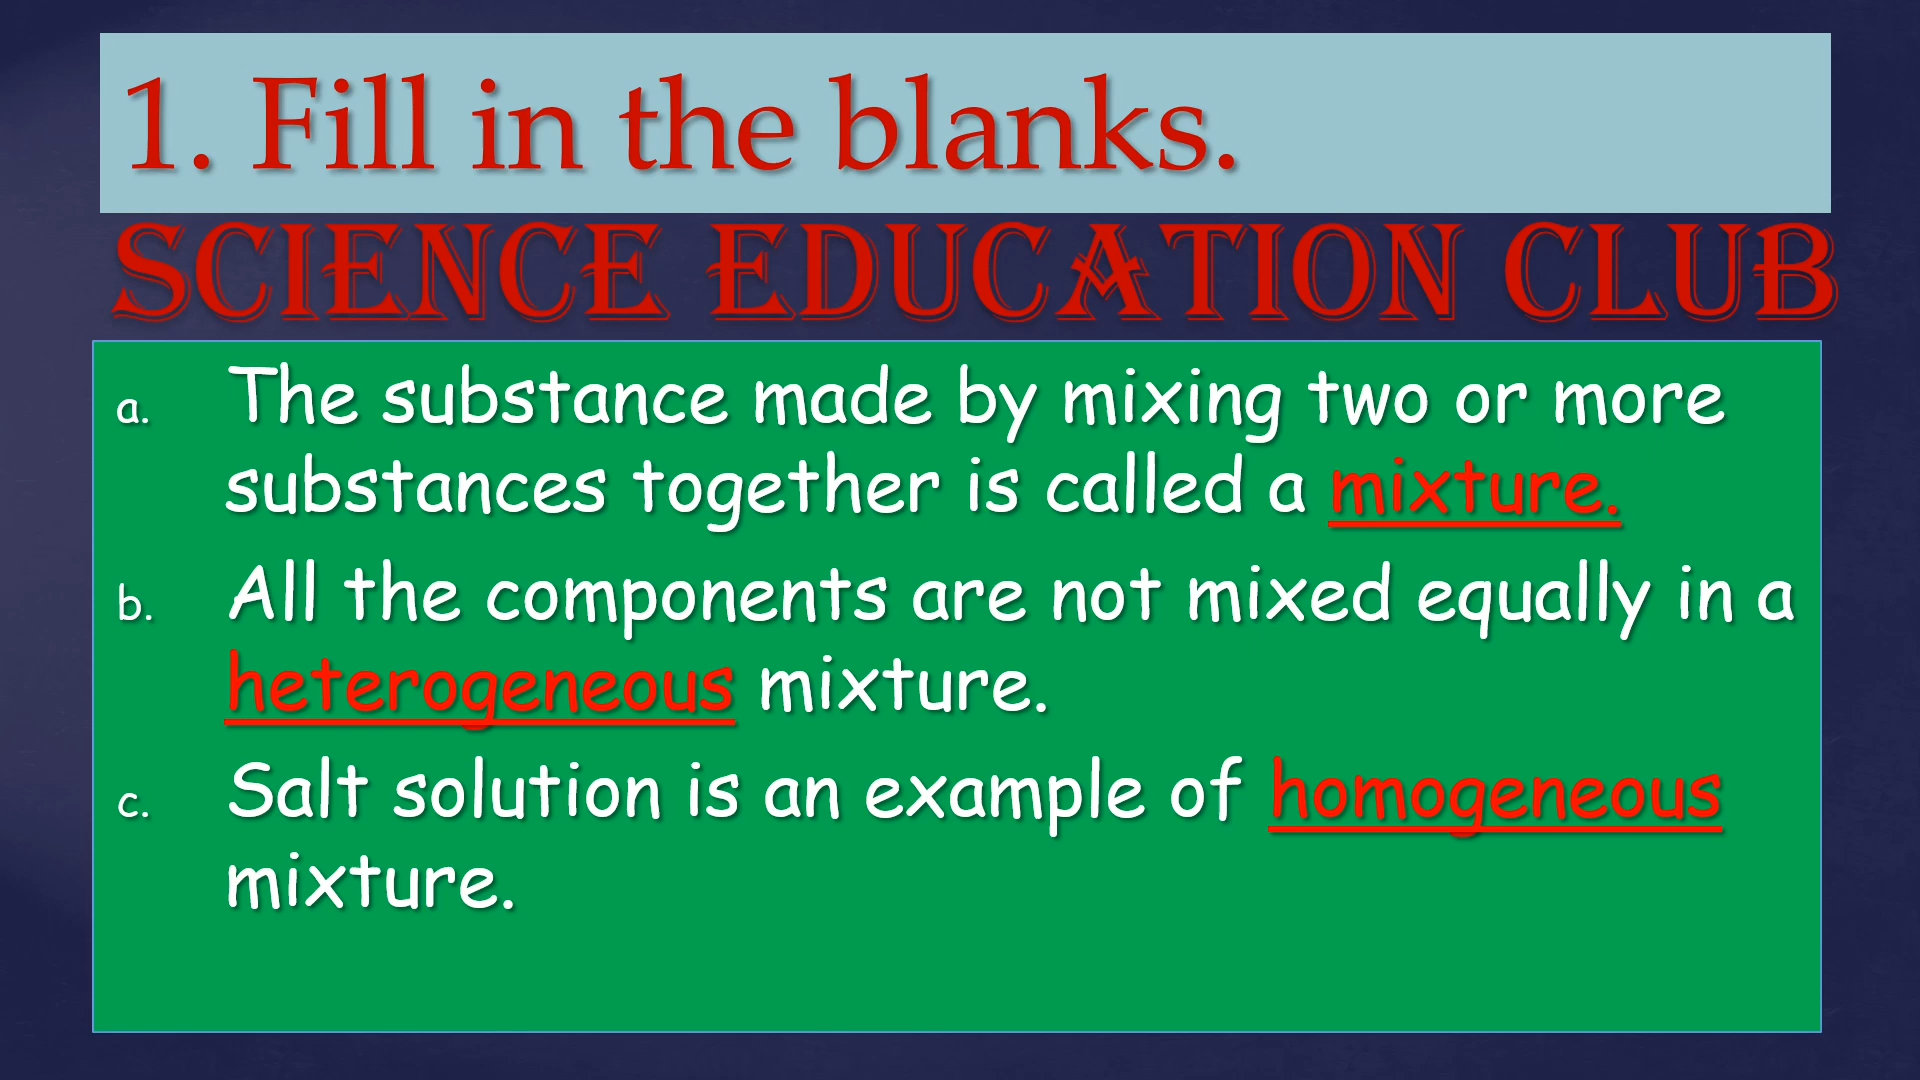 1. Fill in the blanks.
SCIENCE EDUCATION CLUB
a. The substance made by mixing two or more
substances together is called a mixture.
b. All the components are not mixed equally in a
heterogeneous mixture.
c. Salt solution is an example of homogeneous
mixture.